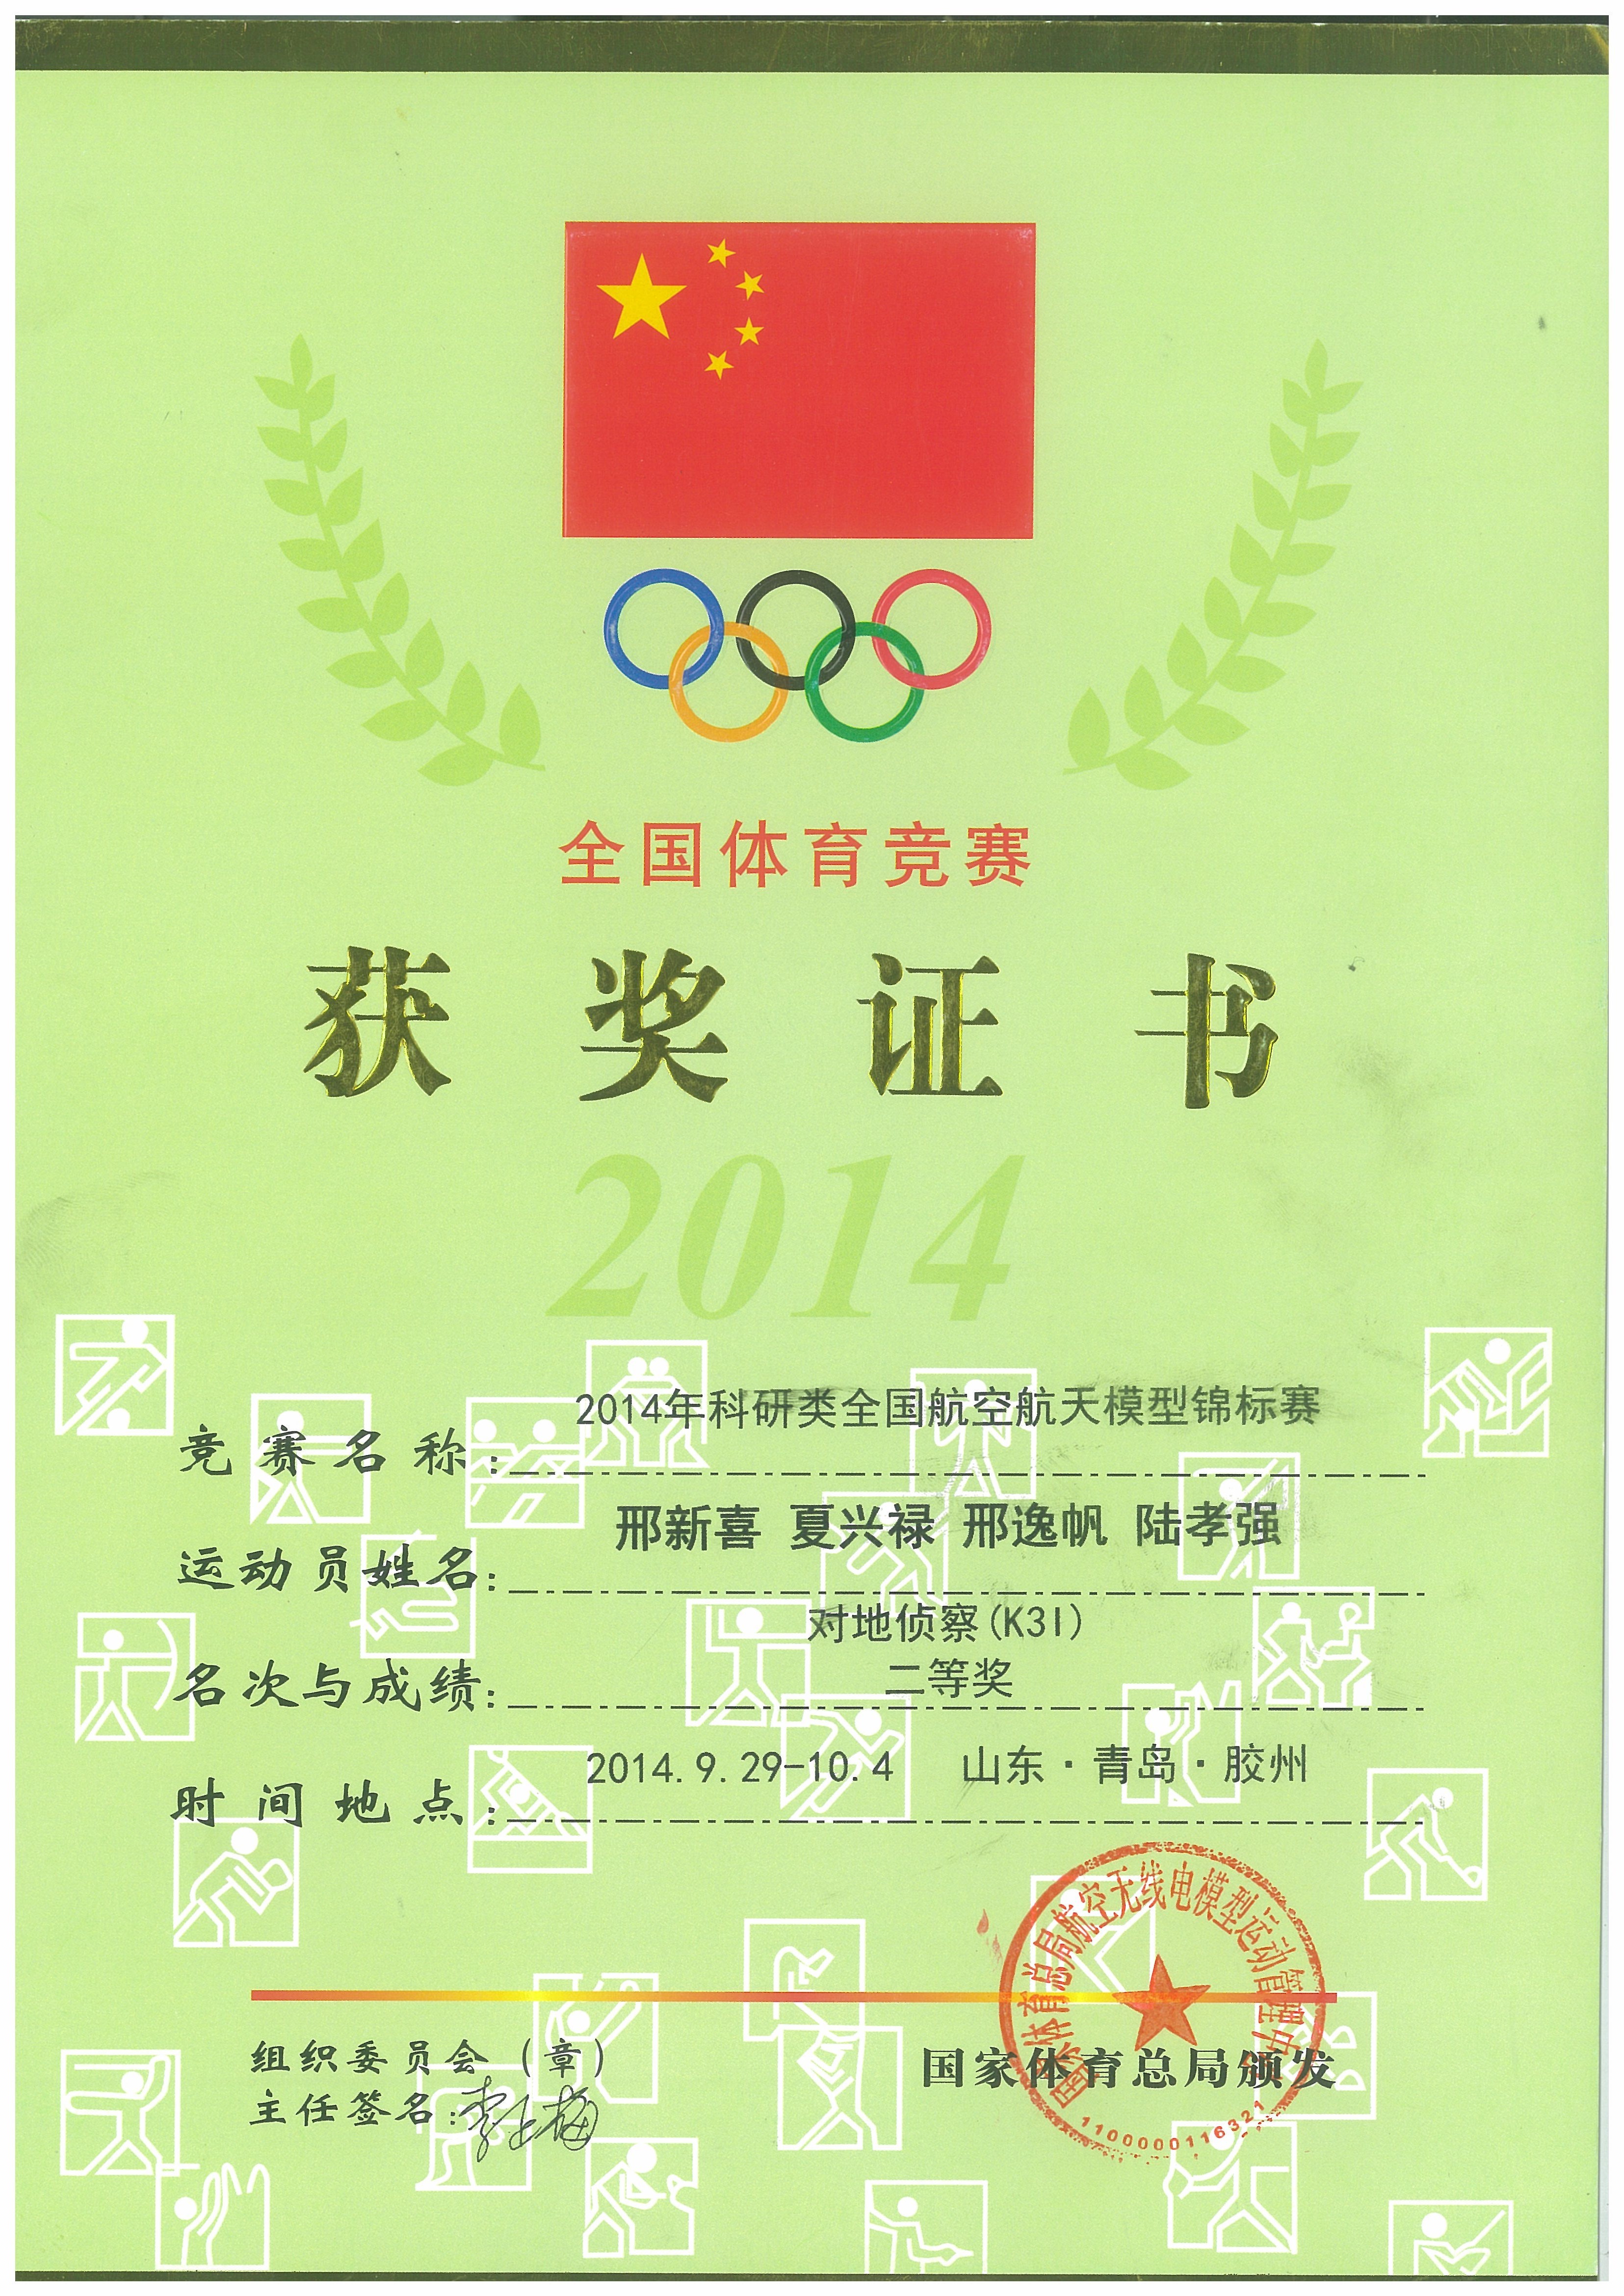 全国体育竞赛
获奖证书
2014
竞赛名称：2014年科研类全国航空航天模型锦标赛
运动员姓名：邢新喜 夏兴禄 邢逸帆 陆孝强
对地侦察(K3I)
名次与成绩：二等奖
时间地点：2014.9.29-10.4 山东·青岛·胶州
国家体育总局航空无线电模型运动管理中心
组织委员会（章）
国家体育总局颁发
主任签名：
1100000116321